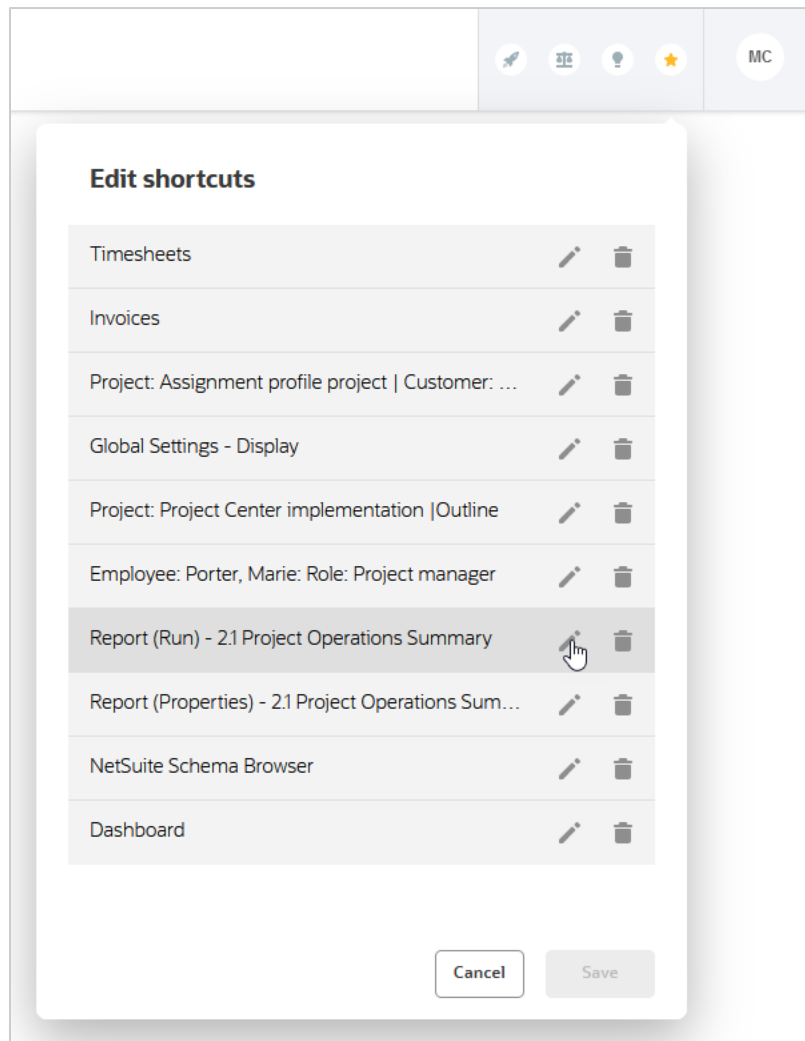 MC
Edit shortcuts
Timesheets
Invoices
Project: Assignment profile project | Customer: ...
Global Settings - Display
Project: Project Center implementation |Outline
Employee: Porter, Marie: Role: Project manager
Report (Run) - 2.1 Project Operations Summary
Report (Properties) - 2.1 Project Operations Sum...
NetSuite Schema Browser
Dashboard
Cancel
Save